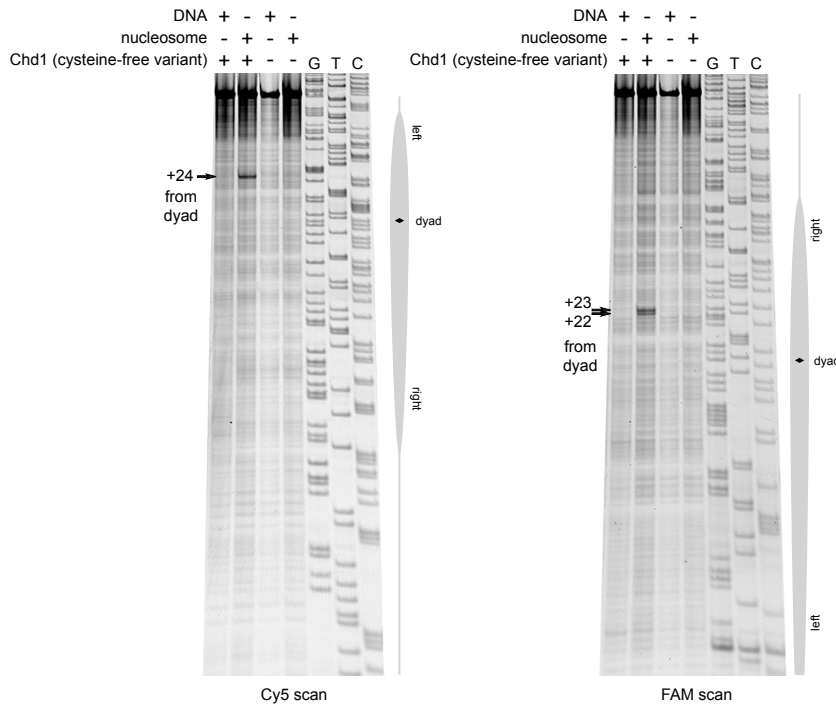 DNA + - + -
nucleosome - + - +
Chd1 (cysteine-free variant) + + - - G T C
left
+24
from
dyad
dyad
right
Cy5 scan
DNA + - + -
nucleosome - + - +
Chd1 (cysteine-free variant) + + - - G T C
right
+23
+22
from
dyad
dyad
left
FAM scan